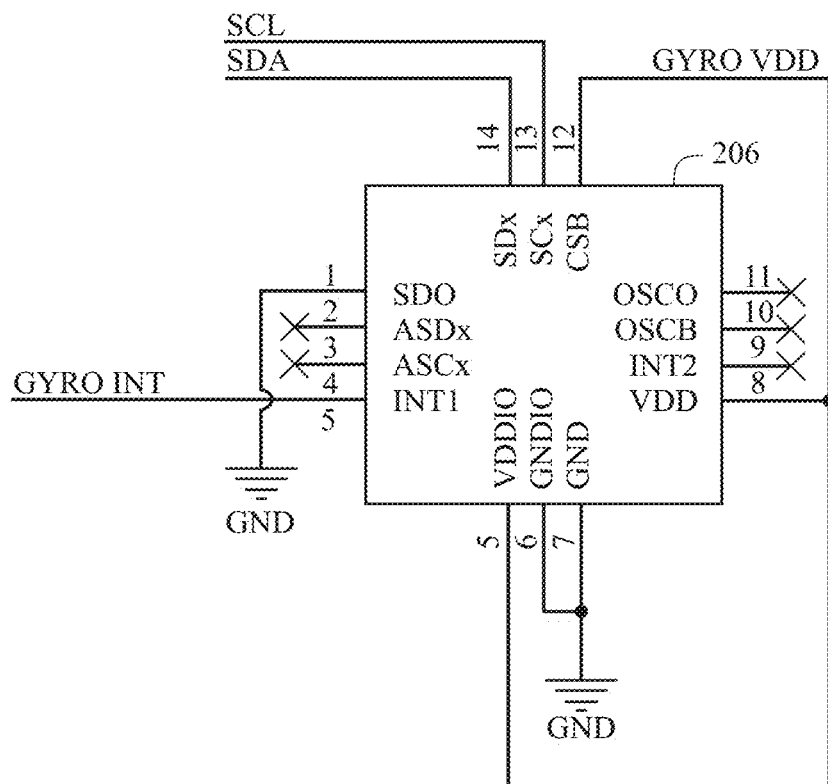 SCL
SDA
GYRO VDD
14
13
12
206
SDx
SCx
CSB
1
SDO
OSCO
11
2
ASDx
OSCB
10
3
ASCx
INT2
9
GYRO INT
4
INT1
VDD
8
5
VDDIO
GNDIO
GND
GND
5
6
7
GND